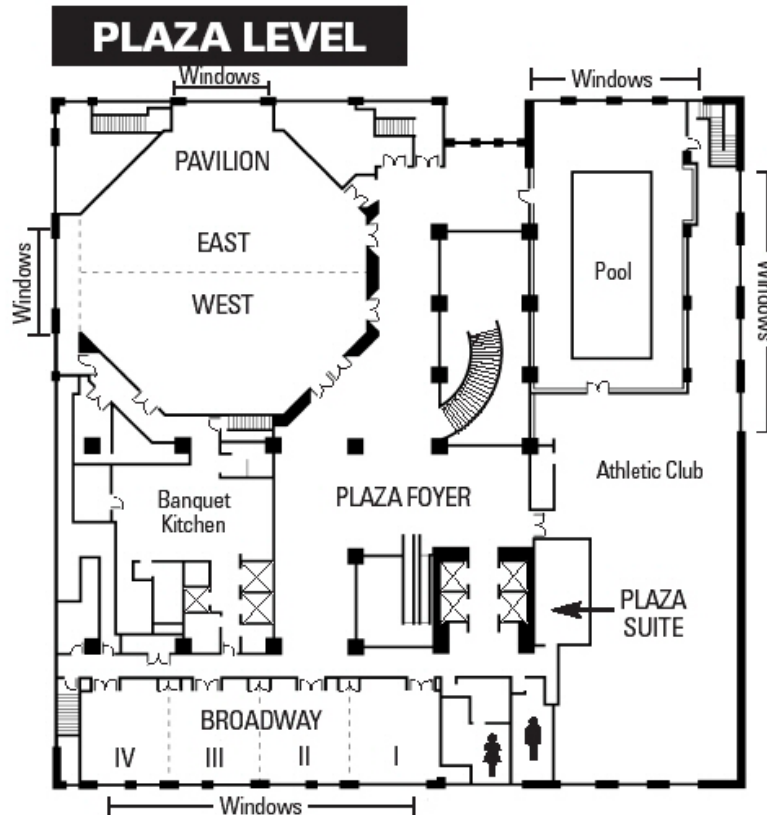 PLAZA LEVEL
Windows
Windows
PAVILION
EAST
WEST
Windows
Pool
Windows
Athletic Club
PLAZA FOYER
Banquet
Kitchen
PLAZA
SUITE
BROADWAY
IV
III
II
I
Windows